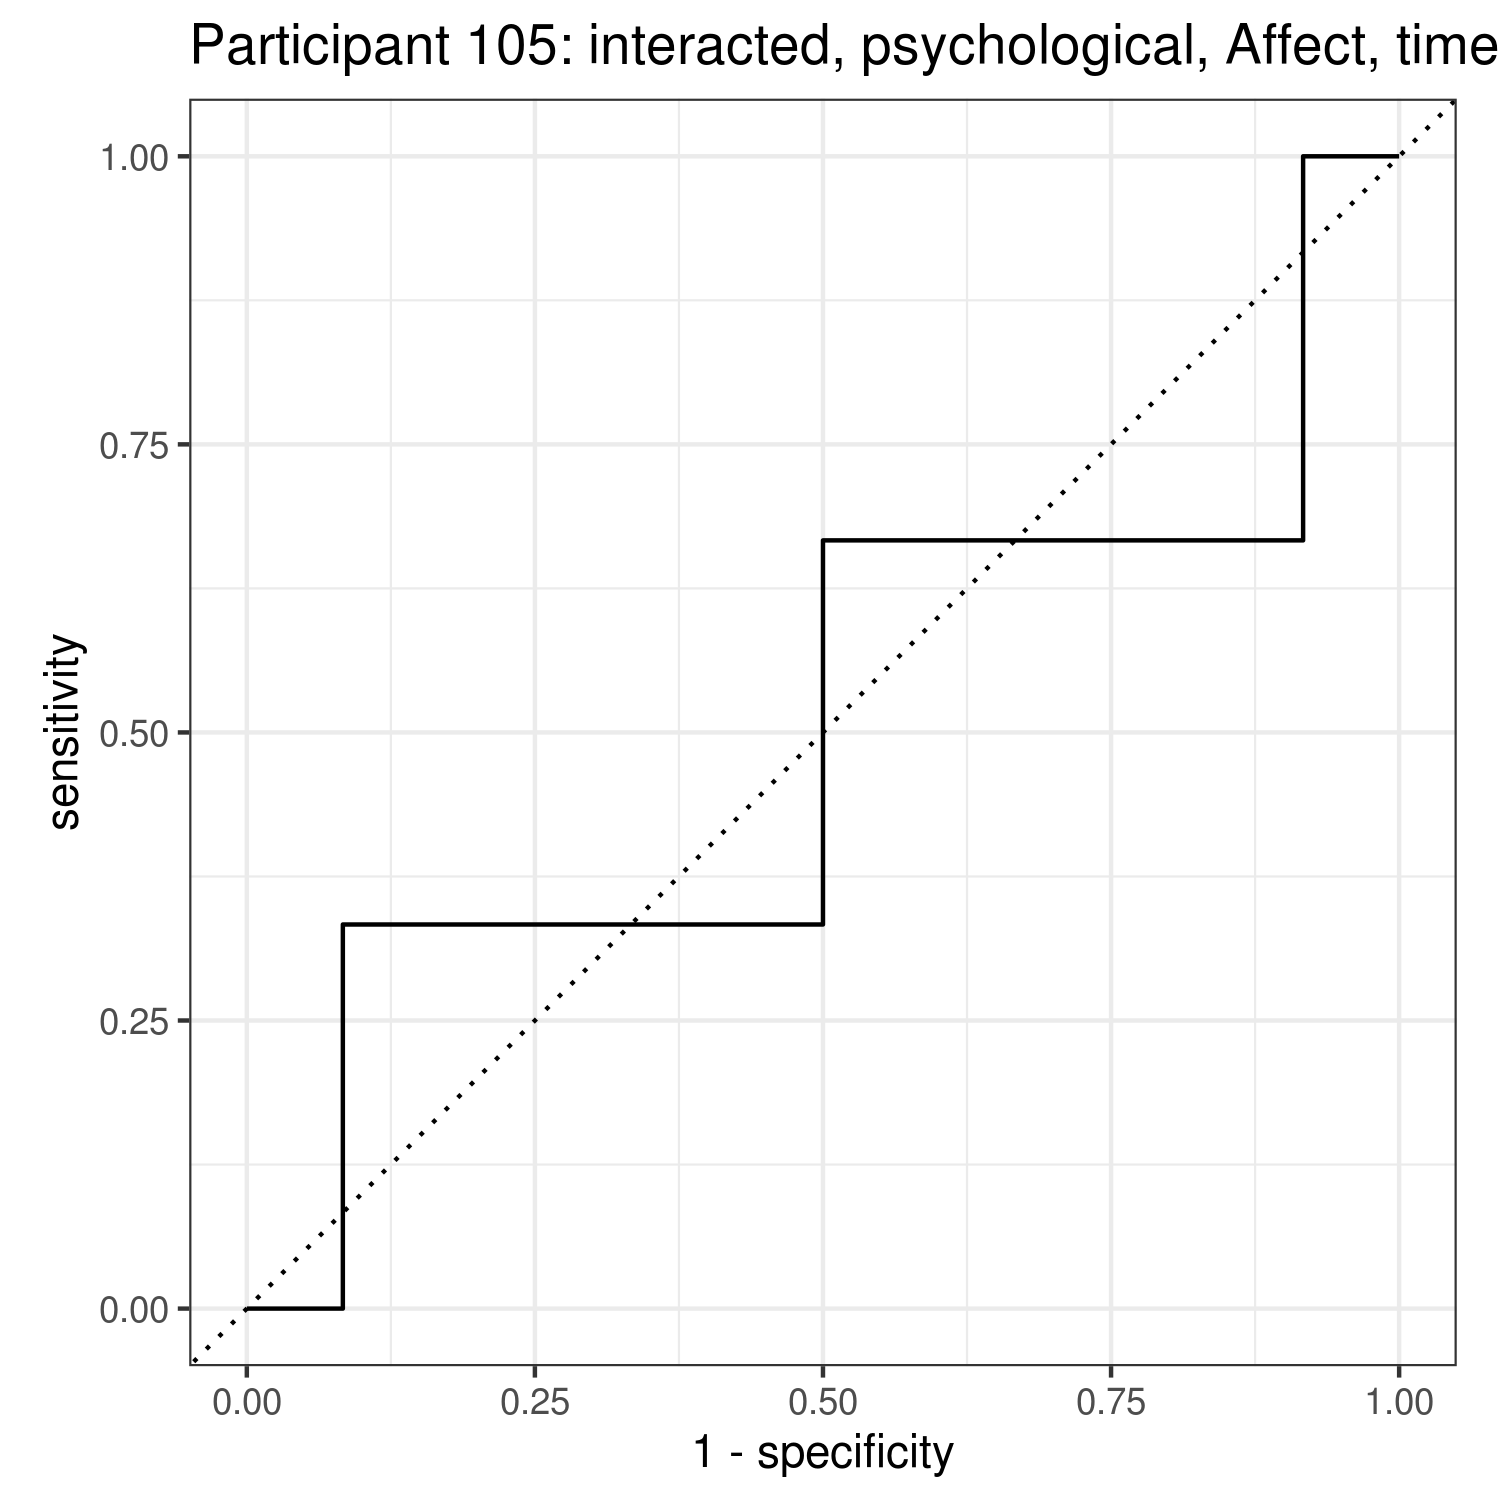 Participant 105: interacted, psychological, Affect, time
1.00
0.75
0.50
0.25
0.00
sensitivity
0.00 0.25 0.50 0.75 1.00
1 - specificity